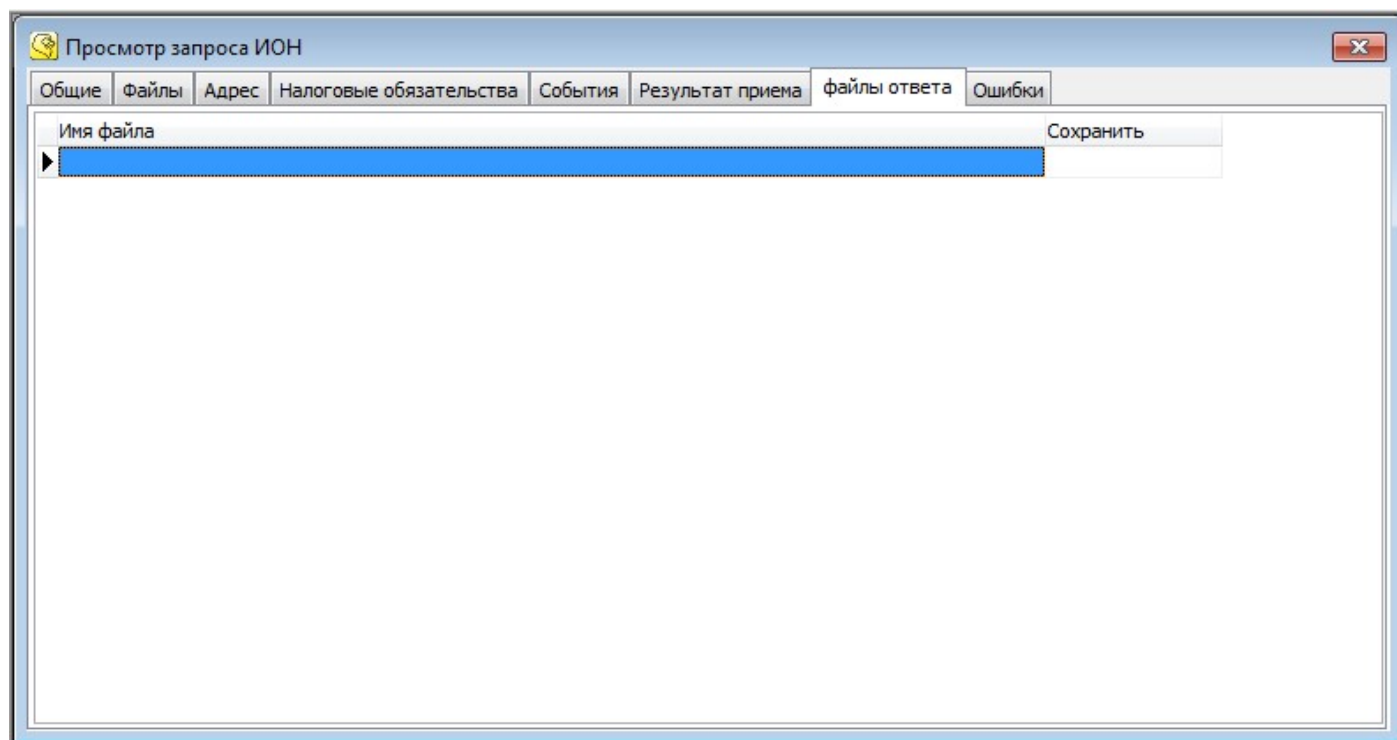 Просмотр запроса ИОН
Общие Файлы Адрес Налоговые обязательства События Результат приема файлы ответа Ошибки
Имя файла Сохранить